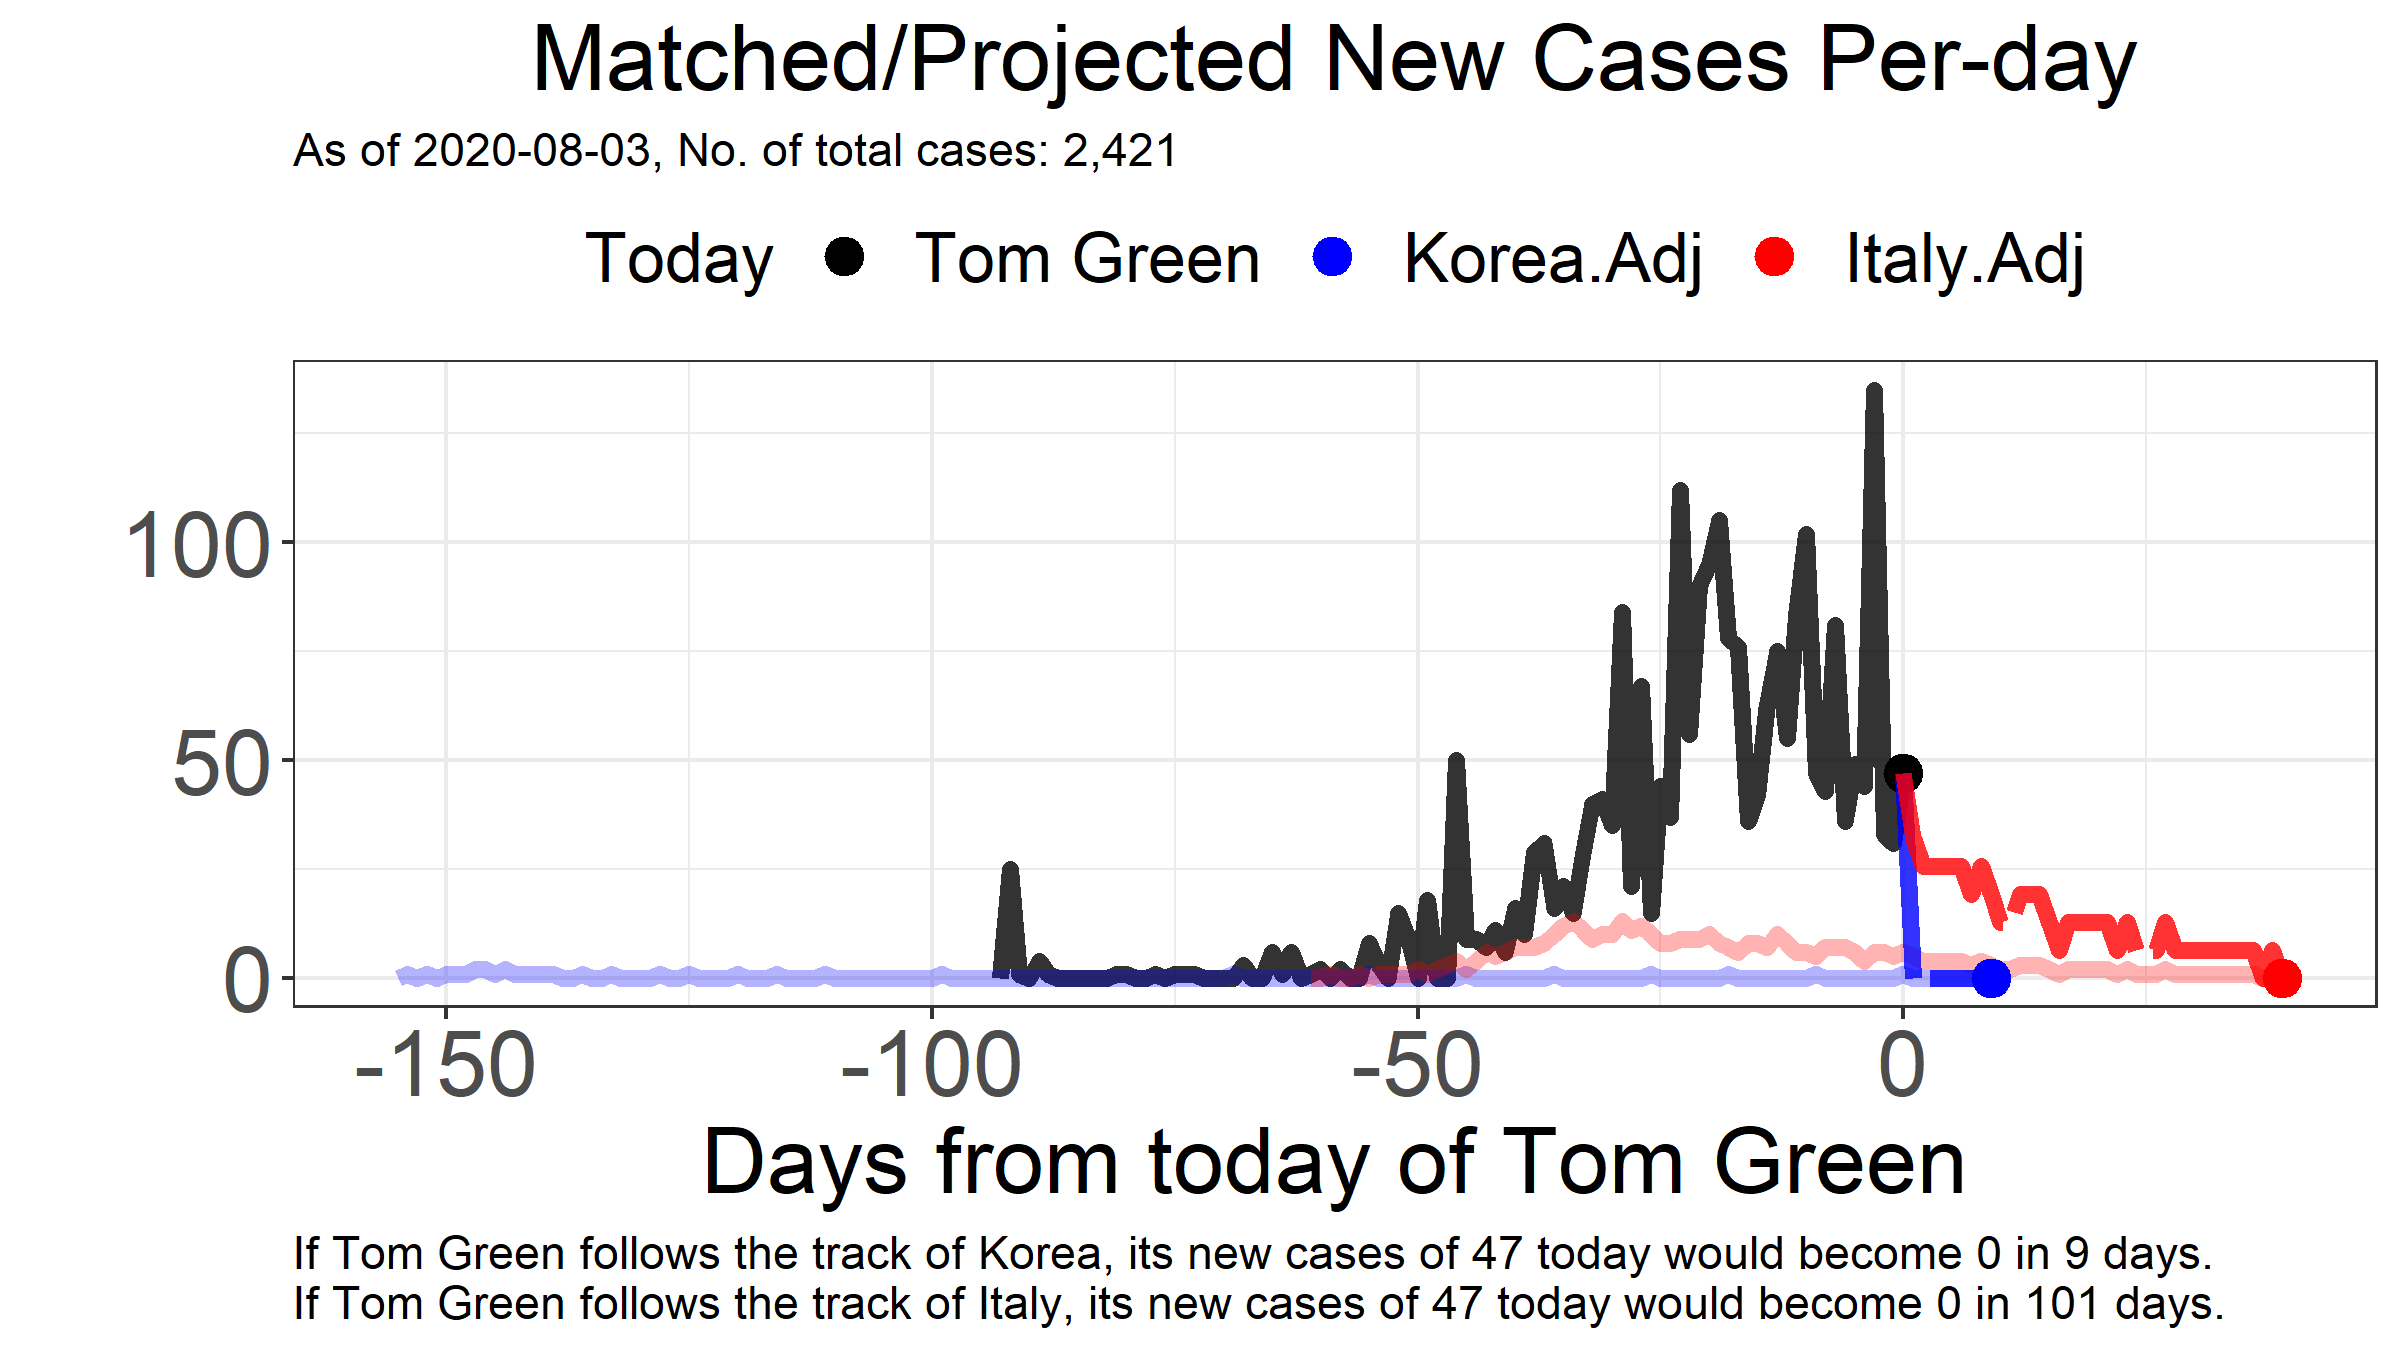 Matched/Projected New Cases Per-day
As of 2020-08-03, No. of total cases: 2,421
Today Tom Green Korea.Adj Italy.Adj
100
50
0
-150 -100 -50 0
Days from today of Tom Green
If Tom Green follows the track of Korea, its new cases of 47 today would become 0 in 9 days.
If Tom Green follows the track of Italy, its new cases of 47 today would become 0 in 101 days.